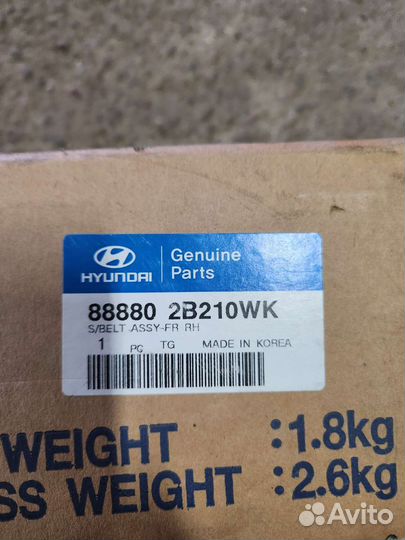 HYUNDAI
Genuine
Parts
88880 2B210WK
S/BELT ASSY-FR RH
1 PC TG MADE IN KOREA
WEIGHT :1.8kg
SS WEIGHT :2.6kg
Avito